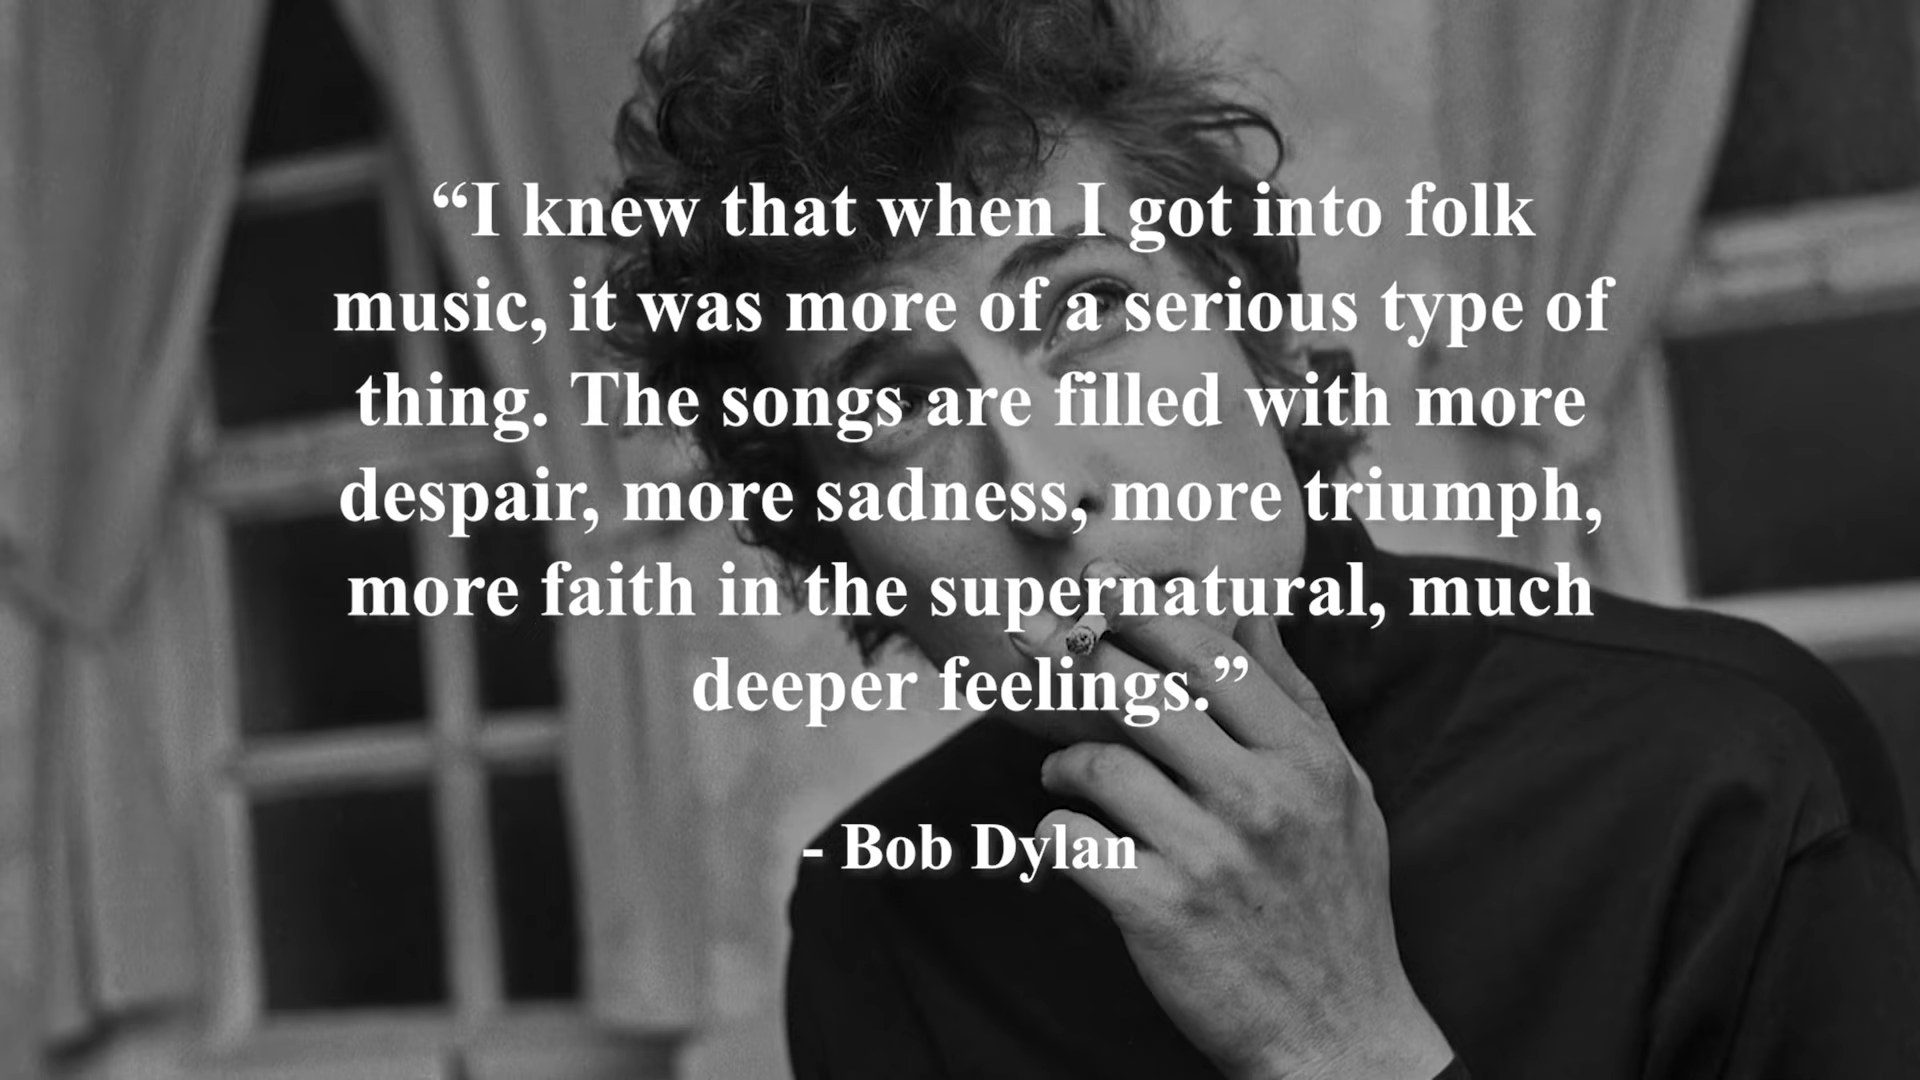 “I knew that when I got into folk
music, it was more of a serious type of
thing. The songs are filled with more
despair, more sadness, more triumph,
more faith in the supernatural, much
deeper feelings.”
- Bob Dylan